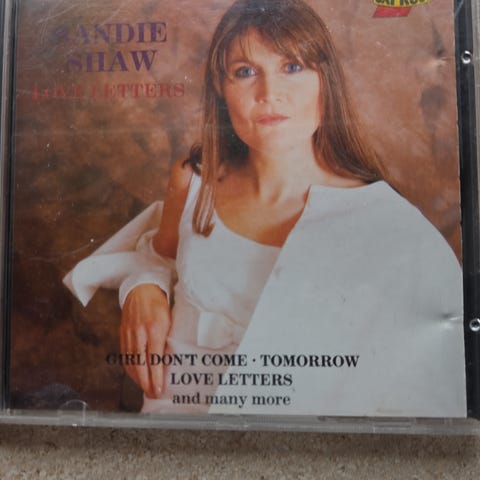 SANDIE
SHAW
LOVE LETTERS
GIRL DON'T COME · TOMORROW
LOVE LETTERS
and many more